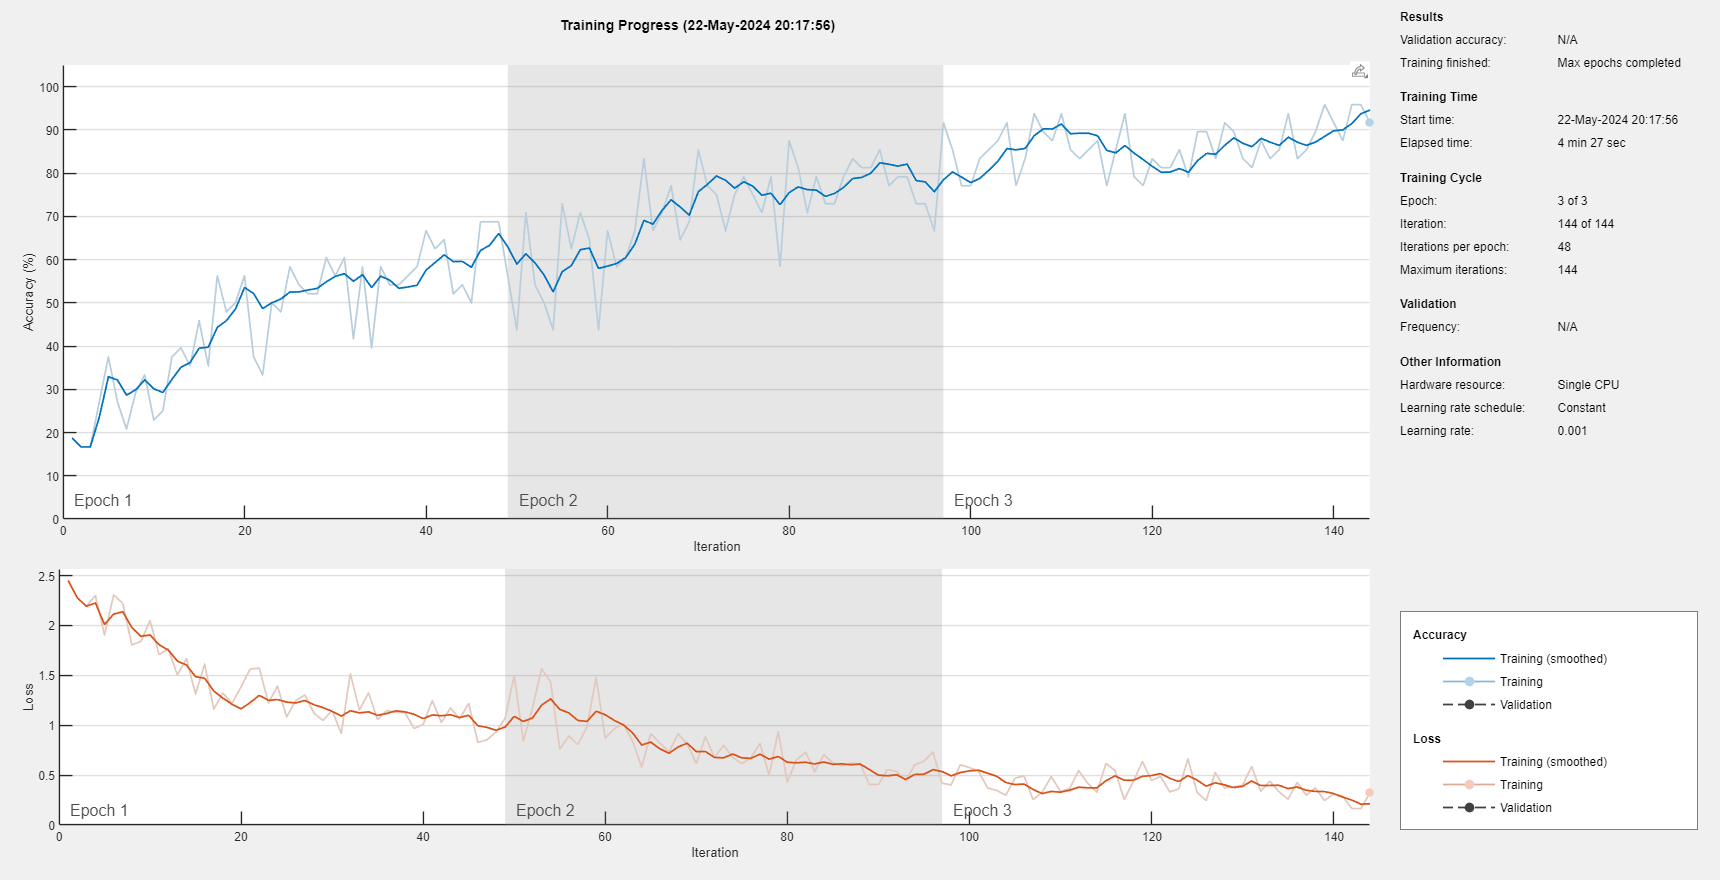 Training Progress (22-May-2024 20:17:56)
100
90
80
70
60
50
40
30
20
10
0
Accuracy (%)
Epoch 1
Epoch 2
Epoch 3
0 20 40 60 80 100 120 140
Iteration
2.5
2
1.5
1
0.5
0
Loss
Epoch 1
Epoch 2
Epoch 3
0 20 40 60 80 100 120 140
Iteration
Results
Validation accuracy: N/A
Training finished: Max epochs completed
Training Time
Start time: 22-May-2024 20:17:56
Elapsed time: 4 min 27 sec
Training Cycle
Epoch: 3 of 3
Iteration: 144 of 144
Iterations per epoch: 48
Maximum iterations: 144
Validation
Frequency: N/A
Other Information
Hardware resource: Single CPU
Learning rate schedule: Constant
Learning rate: 0.001
Accuracy
Training (smoothed)
Training
Validation
Loss
Training (smoothed)
Training
Validation